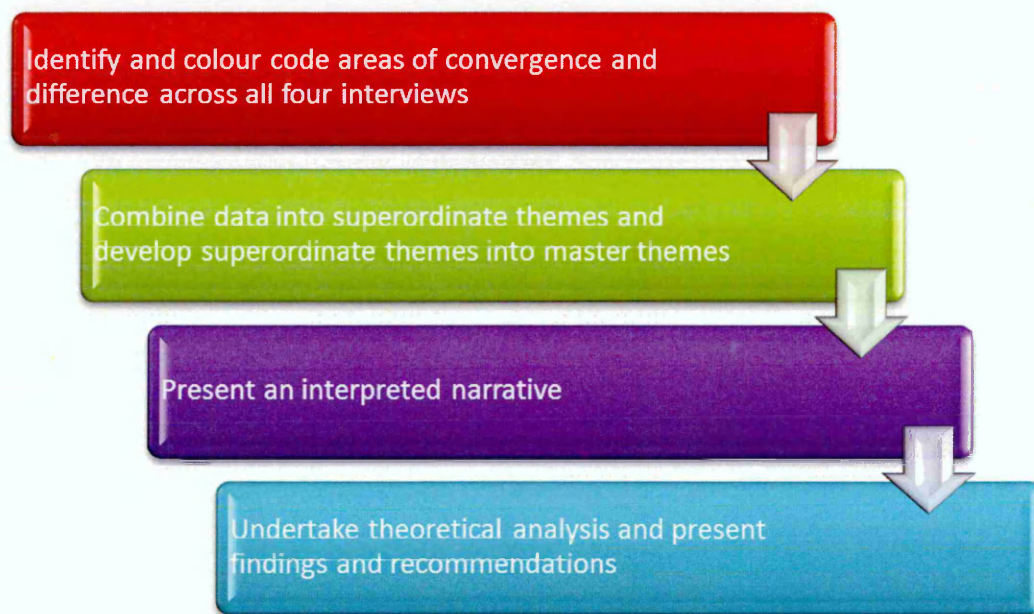 Identify and colour code areas of convergence and
difference across all four interviews
Combine data into superordinate themes and
develop superordinate themes into master themes
Present an interpreted narrative
Undertake theoretical analysis and present
findings and recommendations